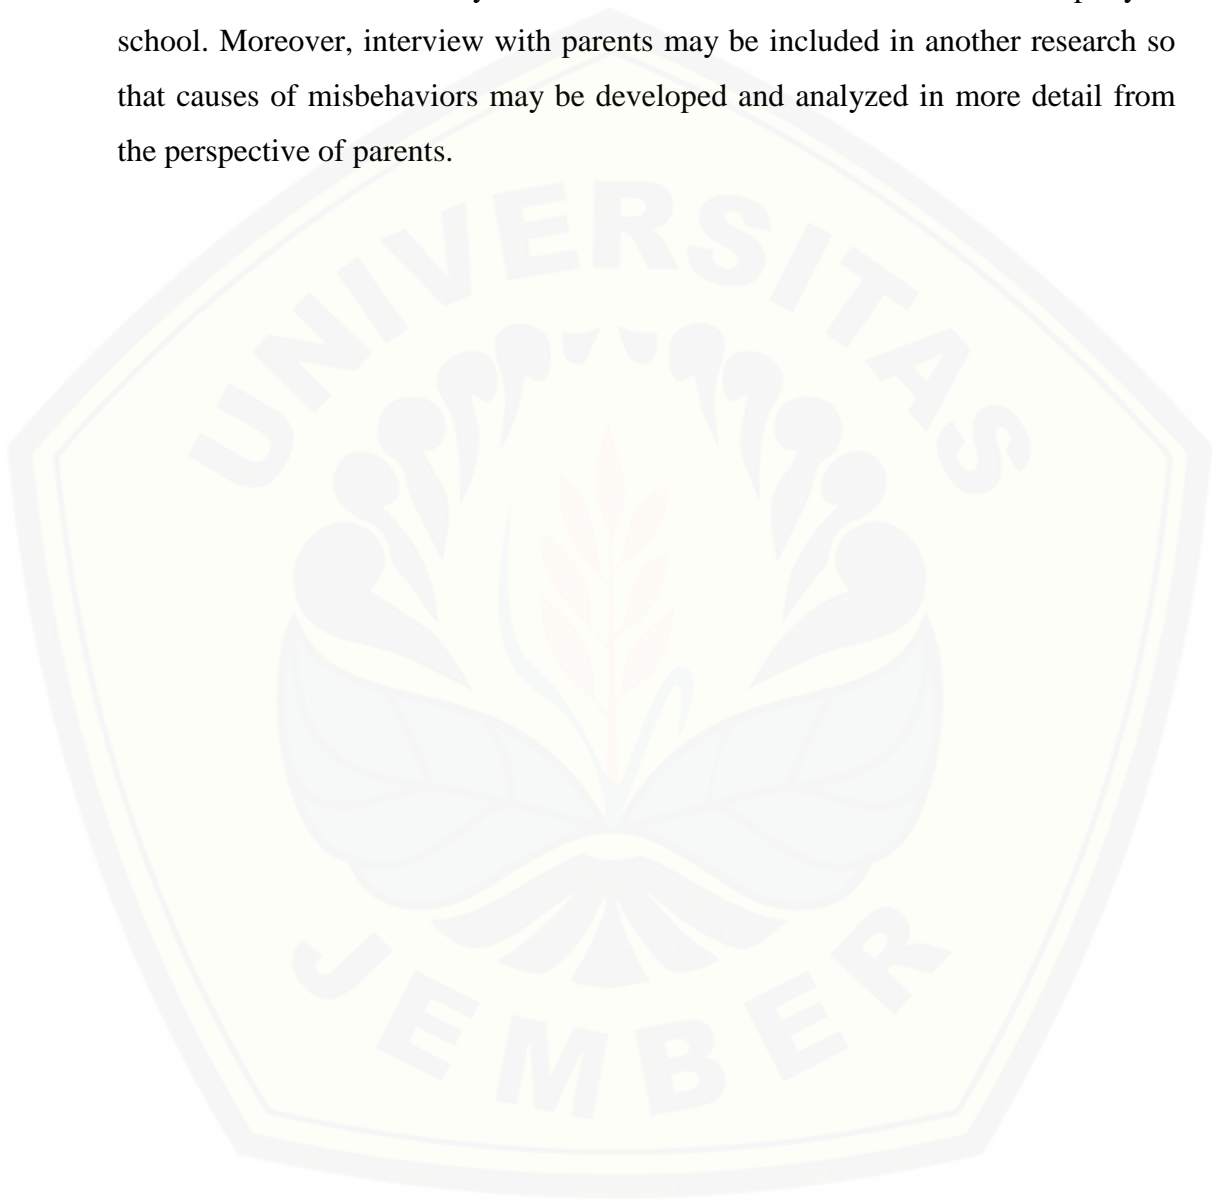 school. Moreover, interview with parents may be included in another research so
that causes of misbehaviors may be developed and analyzed in more detail from
the perspective of parents.
UNIVERSITAS
JEMBER